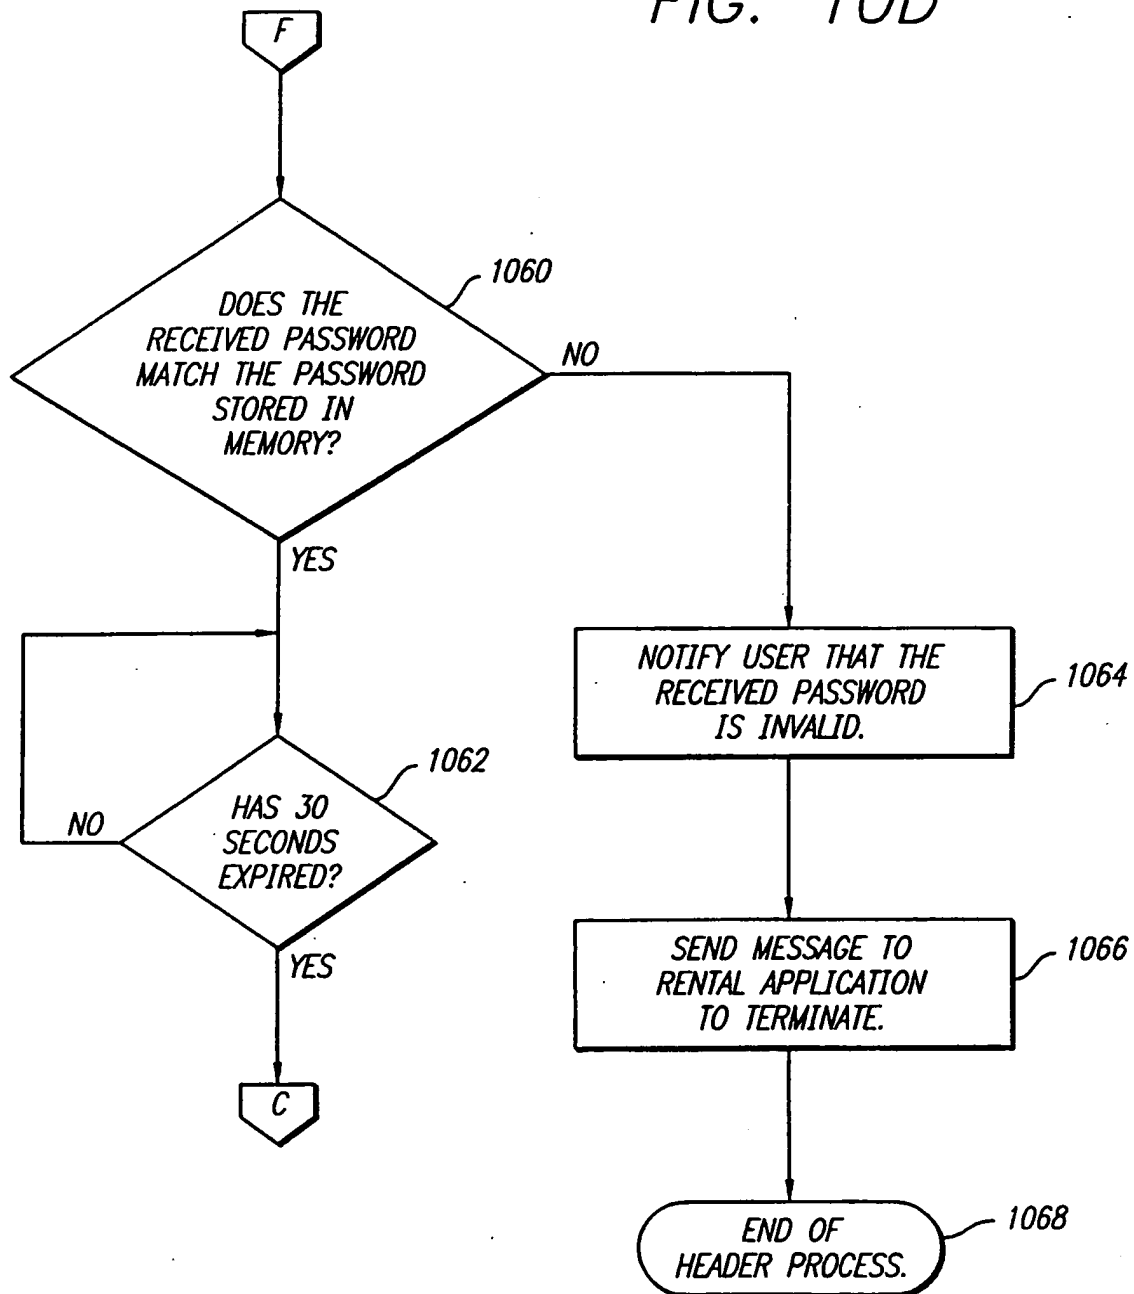 FIG. 10D
F
1060
DOES THE
RECEIVED PASSWORD
MATCH THE PASSWORD
STORED IN
MEMORY?
NO
YES
NOTIFY USER THAT THE
RECEIVED PASSWORD
IS INVALID.
1064
1062
HAS 30
SECONDS
EXPIRED?
NO
YES
SEND MESSAGE TO
RENTAL APPLICATION
TO TERMINATE.
1066
C
END OF
HEADER PROCESS.
1068